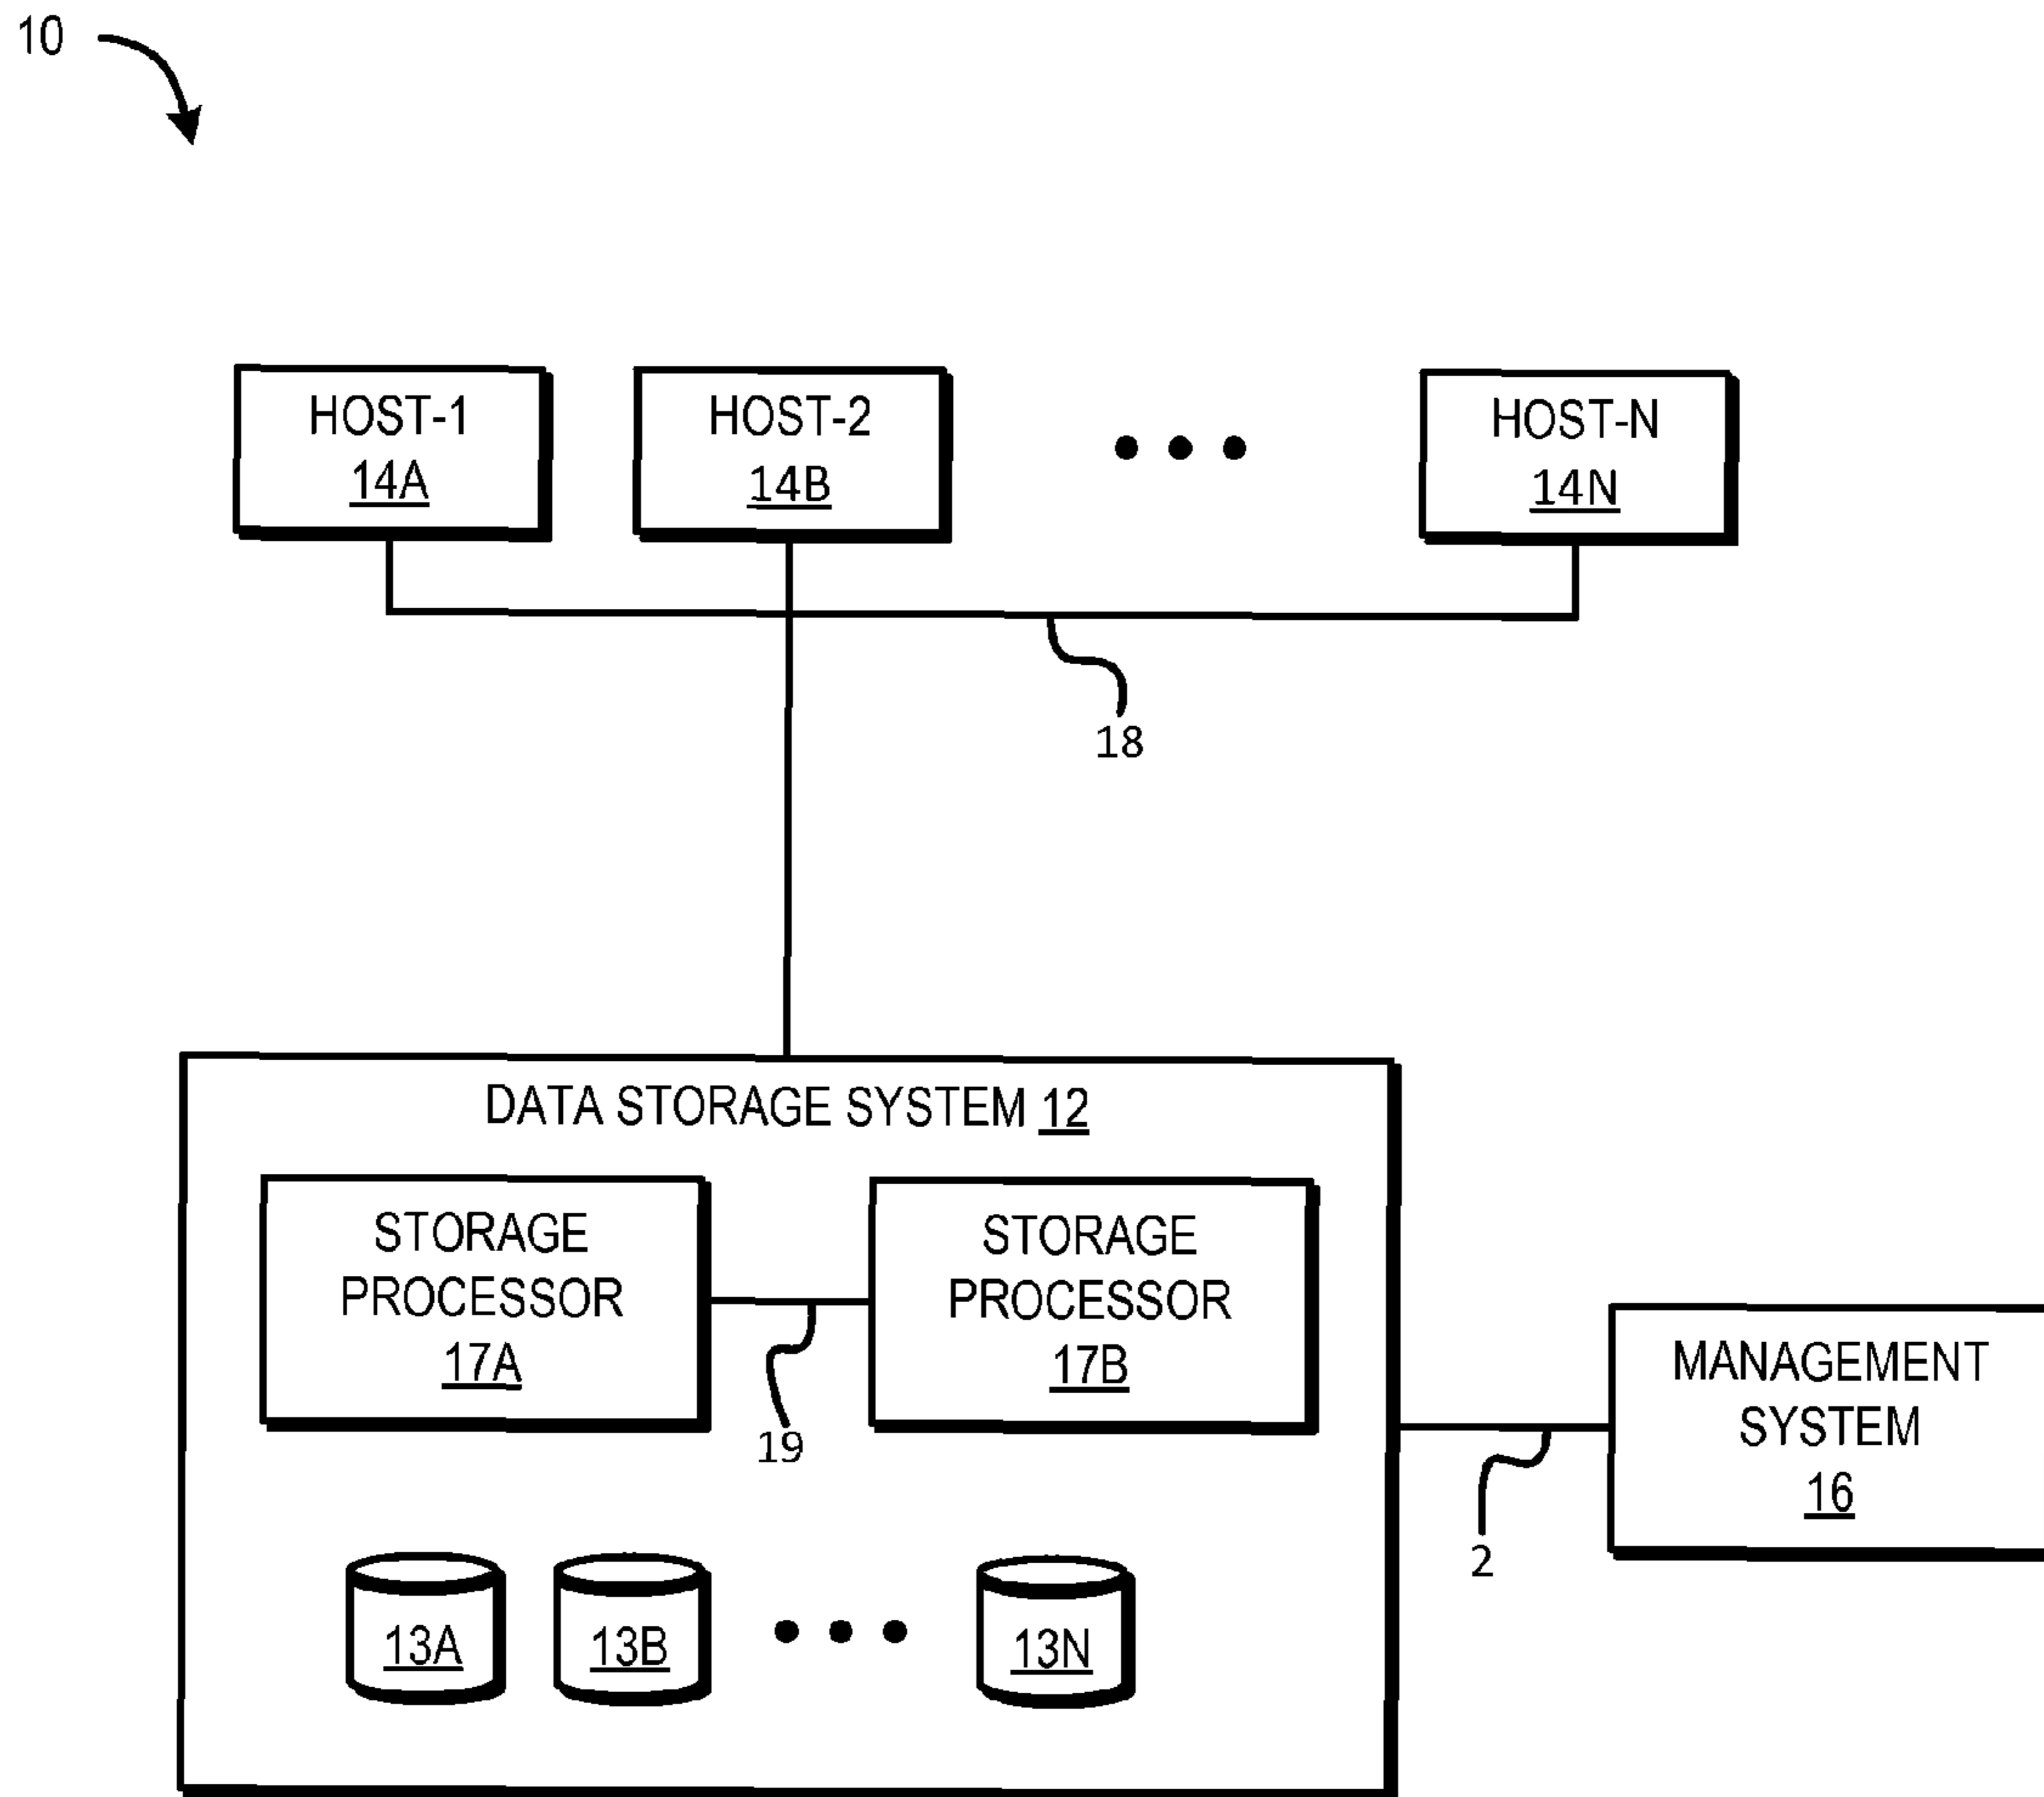 10
HOST-1
14A
HOST-2
14B
HOST-N
14N
18
DATA STORAGE SYSTEM 12
STORAGE
PROCESSOR
17A
STORAGE
PROCESSOR
17B
19
MANAGEMENT
SYSTEM
16
2
13A
13B
13N